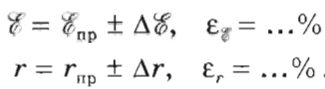 ℰ = ℰпр ± Δℰ, εℰ = ...%
r = rпр ± Δr, εr = ...%.